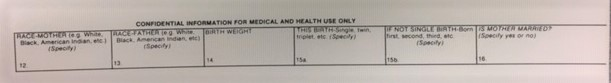 CONFIDENTIAL INFORMATION FOR MEDICAL AND HEALTH USE ONLY
RACE-MOTHER (e.g. White, Black, American Indian, etc.) (Specify)
12.
RACE-FATHER (e.g. White, Black, American Indian, etc) (Specify)
13.
BIRTH WEIGHT
14.
THIS BIRTH-Single, twin, triplet, etc. (Specify)
15a.
IF NOT SINGLE BIRTH-Born first, second, third, etc. (Specify)
15b.
IS MOTHER MARRIED? (Specify yes or no)
16.